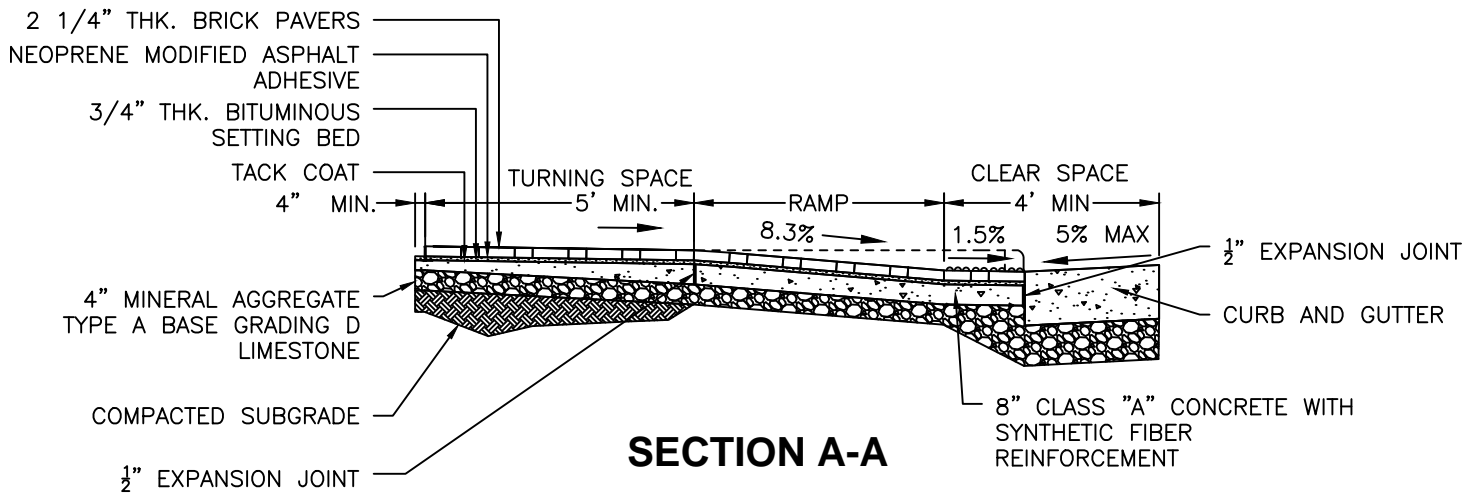 2 1/4" THK. BRICK PAVERS
NEOPRENE MODIFIED ASPHALT
ADHESIVE
3/4" THK. BITUMINOUS
SETTING BED
TACK COAT
4" MIN.
TURNING SPACE
5' MIN.
RAMP
CLEAR SPACE
4' MIN
8.3%
1.5%
5% MAX
1/2" EXPANSION JOINT
CURB AND GUTTER
4" MINERAL AGGREGATE
TYPE A BASE GRADING D
LIMESTONE
COMPACTED SUBGRADE
1/2" EXPANSION JOINT
8" CLASS "A" CONCRETE WITH
SYNTHETIC FIBER
REINFORCEMENT
SECTION A-A